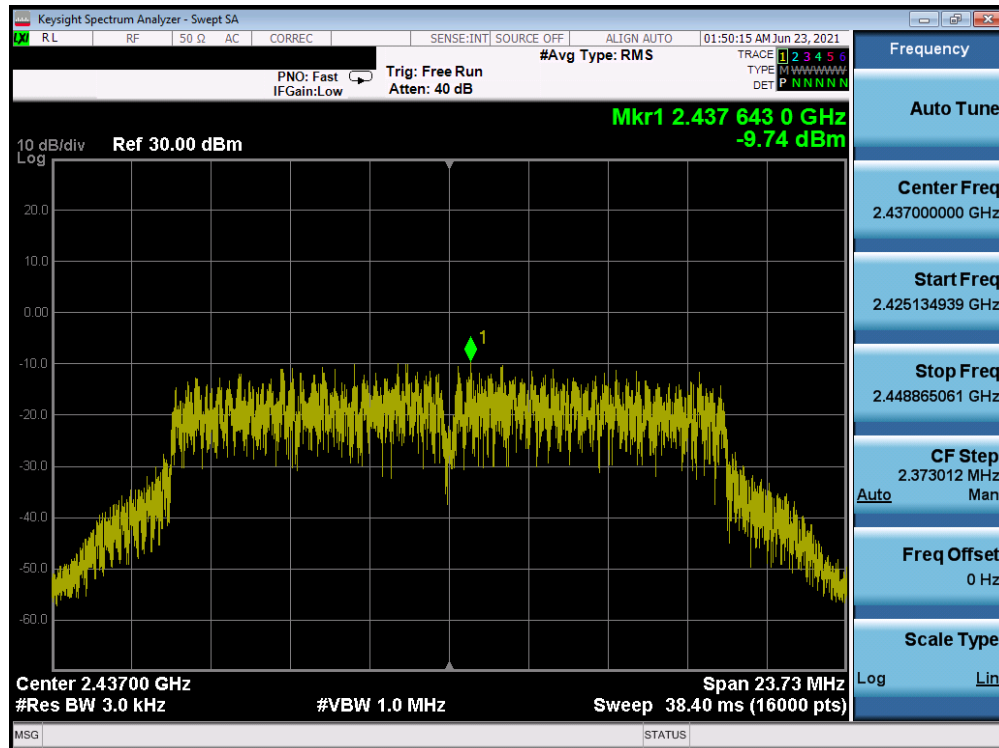 Keysight Spectrum Analyzer - Swept SA
LXI RL RF 50 Ω AC CORREC SENSE:INT SOURCE OFF ALIGN AUTO 01:50:15 AM Jun 23, 2021
#Avg Type: RMS
TRACE 1 2 3 4 5 6
PNO: Fast Trig: Free Run
TYPE M WWWWW
IFGain:Low Atten: 40 dB
DET P N N N N N
Mkr1 2.437 643 0 GHz
-9.74 dBm
10 dB/div Ref 30.00 dBm
Log
1
20.0
10.0
0.00
-10.0
-20.0
-30.0
-40.0
-50.0
-60.0
Center 2.43700 GHz Span 23.73 MHz
#Res BW 3.0 kHz #VBW 1.0 MHz Sweep 38.40 ms (16000 pts)
MSG STATUS
Frequency
Auto Tune
Center Freq
2.437000000 GHz
Start Freq
2.425134939 GHz
Stop Freq
2.448865061 GHz
CF Step
2.373012 MHz
Auto Man
Freq Offset
0 Hz
Scale Type
Log Lin